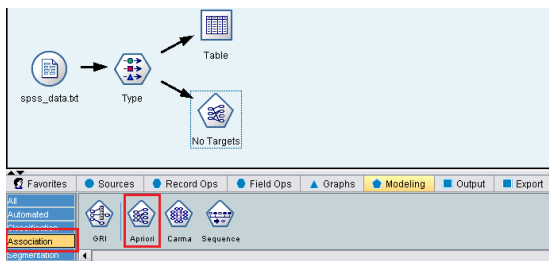 Table
spss_data.txt
Type
No Targets
Favorites Sources Record Ops Field Ops Graphs Modeling Output Export
All
Automated
Classification
Association
Segmentation
GRI Apriori Carma Sequence